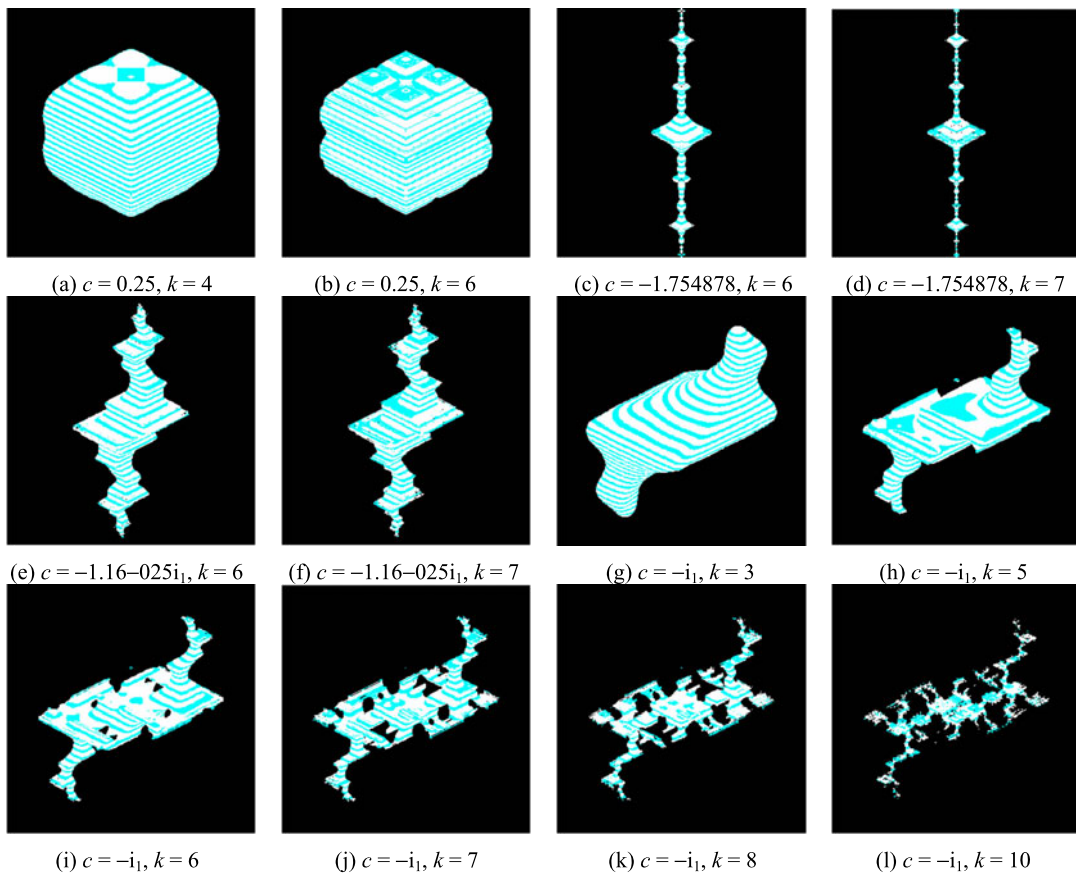 (a) c = 0.25, k = 4
(b) c = 0.25, k = 6
(c) c = −1.754878, k = 6
(d) c = −1.754878, k = 7
(e) c = −1.16–025i₁, k = 6
(f) c = −1.16–025i₁, k = 7
(g) c = −i₁, k = 3
(h) c = −i₁, k = 5
(i) c = −i₁, k = 6
(j) c = −i₁, k = 7
(k) c = −i₁, k = 8
(l) c = −i₁, k = 10